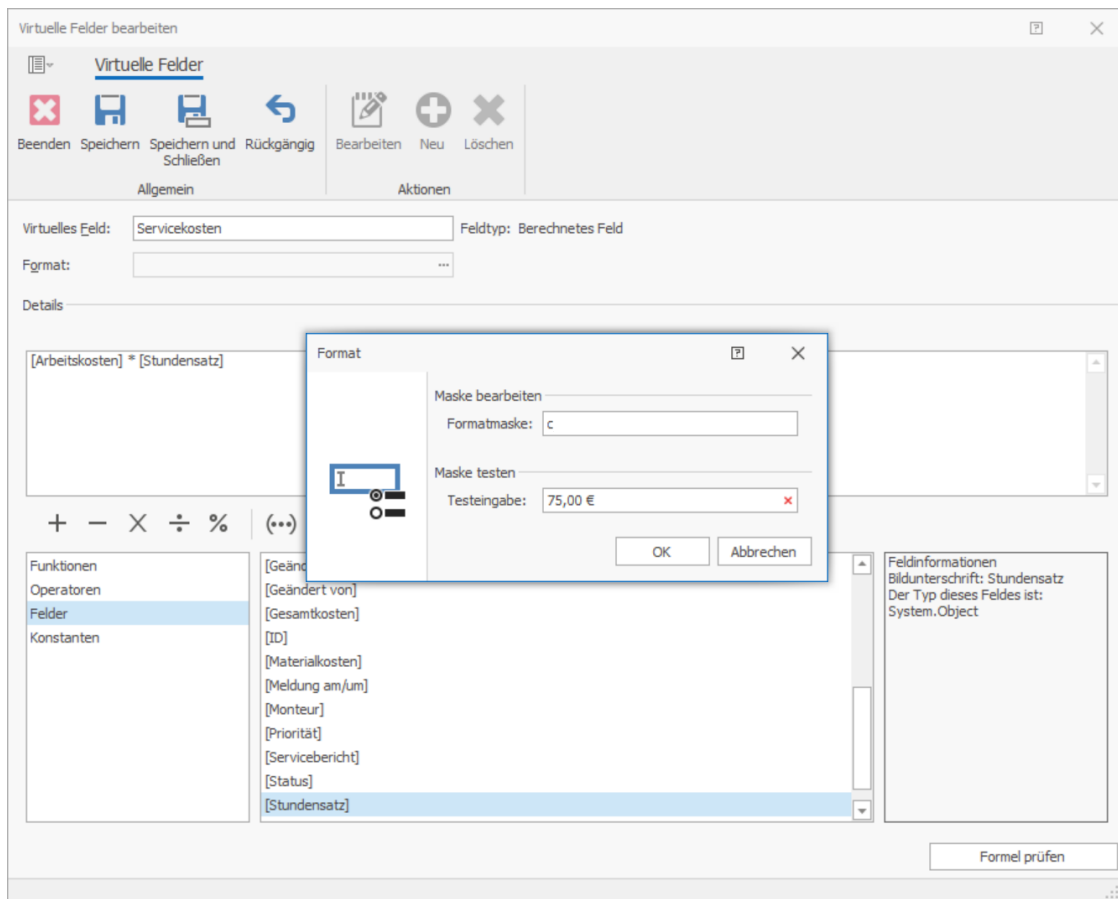 Virtuelle Felder bearbeiten
Virtuelle Felder
Beenden Speichern Speichern und Schließen Rückgängig Bearbeiten Neu Löschen
Allgemein Aktionen
Virtuelles Feld: Servicekosten Feldtyp: Berechnetes Feld
Format: ...
Details
[Arbeitskosten] * [Stundensatz]
Format
Maske bearbeiten
Formatmaske: c
Maske testen
Testeingabe: 75,00 €
OK Abbrechen
Funktionen
Operatoren
Felder
Konstanten
[Geänd
[Geändert von]
[Gesamtkosten]
[ID]
[Materialkosten]
[Meldung am/um]
[Monteur]
[Priorität]
[Servicebericht]
[Status]
[Stundensatz]
Feldinformationen
Bildunterschrift: Stundensatz
Der Typ dieses Feldes ist:
System.Object
Formel prüfen